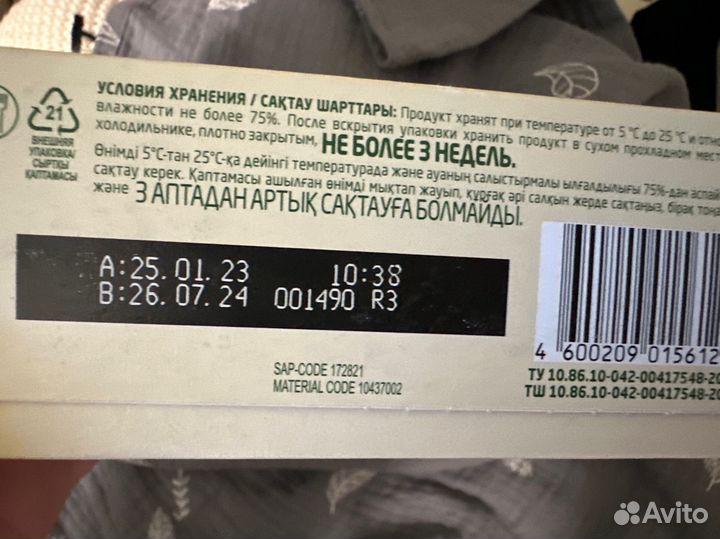 УСЛОВИЯ ХРАНЕНИЯ / САҚТАУ ШАРТТАРЫ: Продукт хранят при температуре от 5 °С до 25 °С и отно
влажности не более 75%. После вскрытия упаковки хранить продукт в сухом прохладном мест
холодильнике, плотно закрытым, НЕ БОЛЕЕ 3 НЕДЕЛЬ.
Өнімді 5°С-тан 25°С-қа дейінгі температурада және ауаның салыстырмалы ылғалдылығы 75%-дан аспай
сақтау керек. Қаптамасы ашылған өнімді мықтап жауып, құрғақ әрі салқын жерде сақтаңыз, бірақ тоңа
және 3 АПТАДАН АРТЫҚ САҚТАУҒА БОЛМАЙДЫ.
21
ВНЕШНЯЯ
УПАКОВКА/
СЫРТҚЫ
ҚАПТАМАСЫ
A:25.01.23 10:38
B:26.07.24 001490 R3
SAP-CODE 172821
MATERIAL CODE 10437002
4 600209 015612
ТУ 10.86.10-042-00417548-20
ТШ 10.86.10-042-00417548-20
Avito